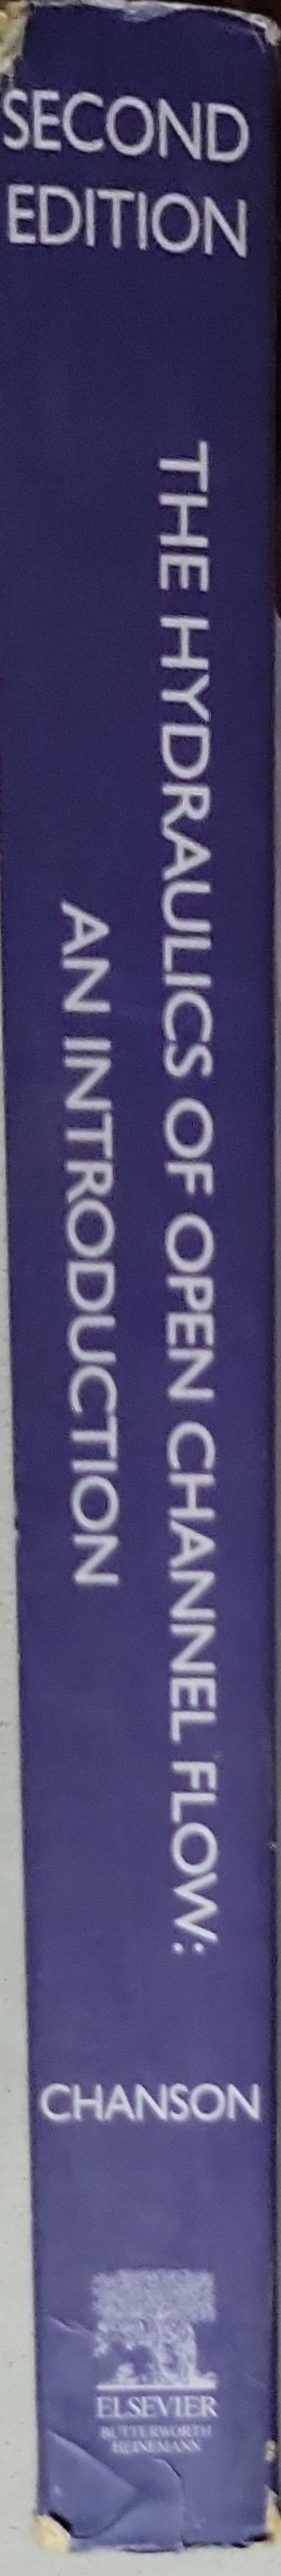 SECOND
EDITION
THE HYDRAULICS OF OPEN CHANNEL FLOW:
AN INTRODUCTION
CHANSON
ELSEVIER
BUTTERWORTH
HEINEMANN